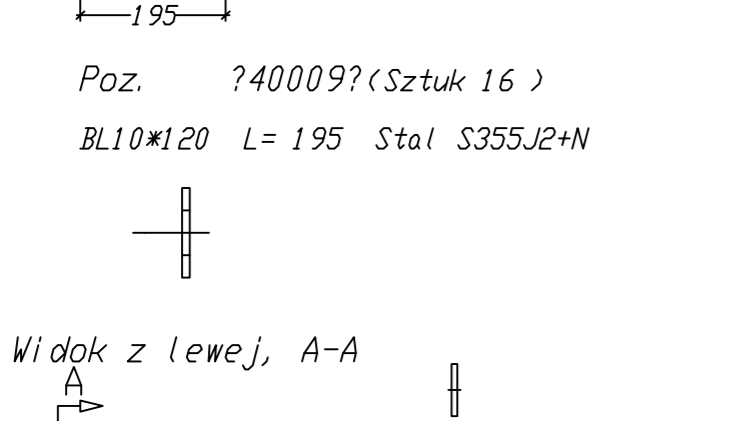 195
Poz. ?40009?(Sztuk 16 )
BL10*120 L= 195 Stal S355J2+N
Widok z lewej, A-A
A